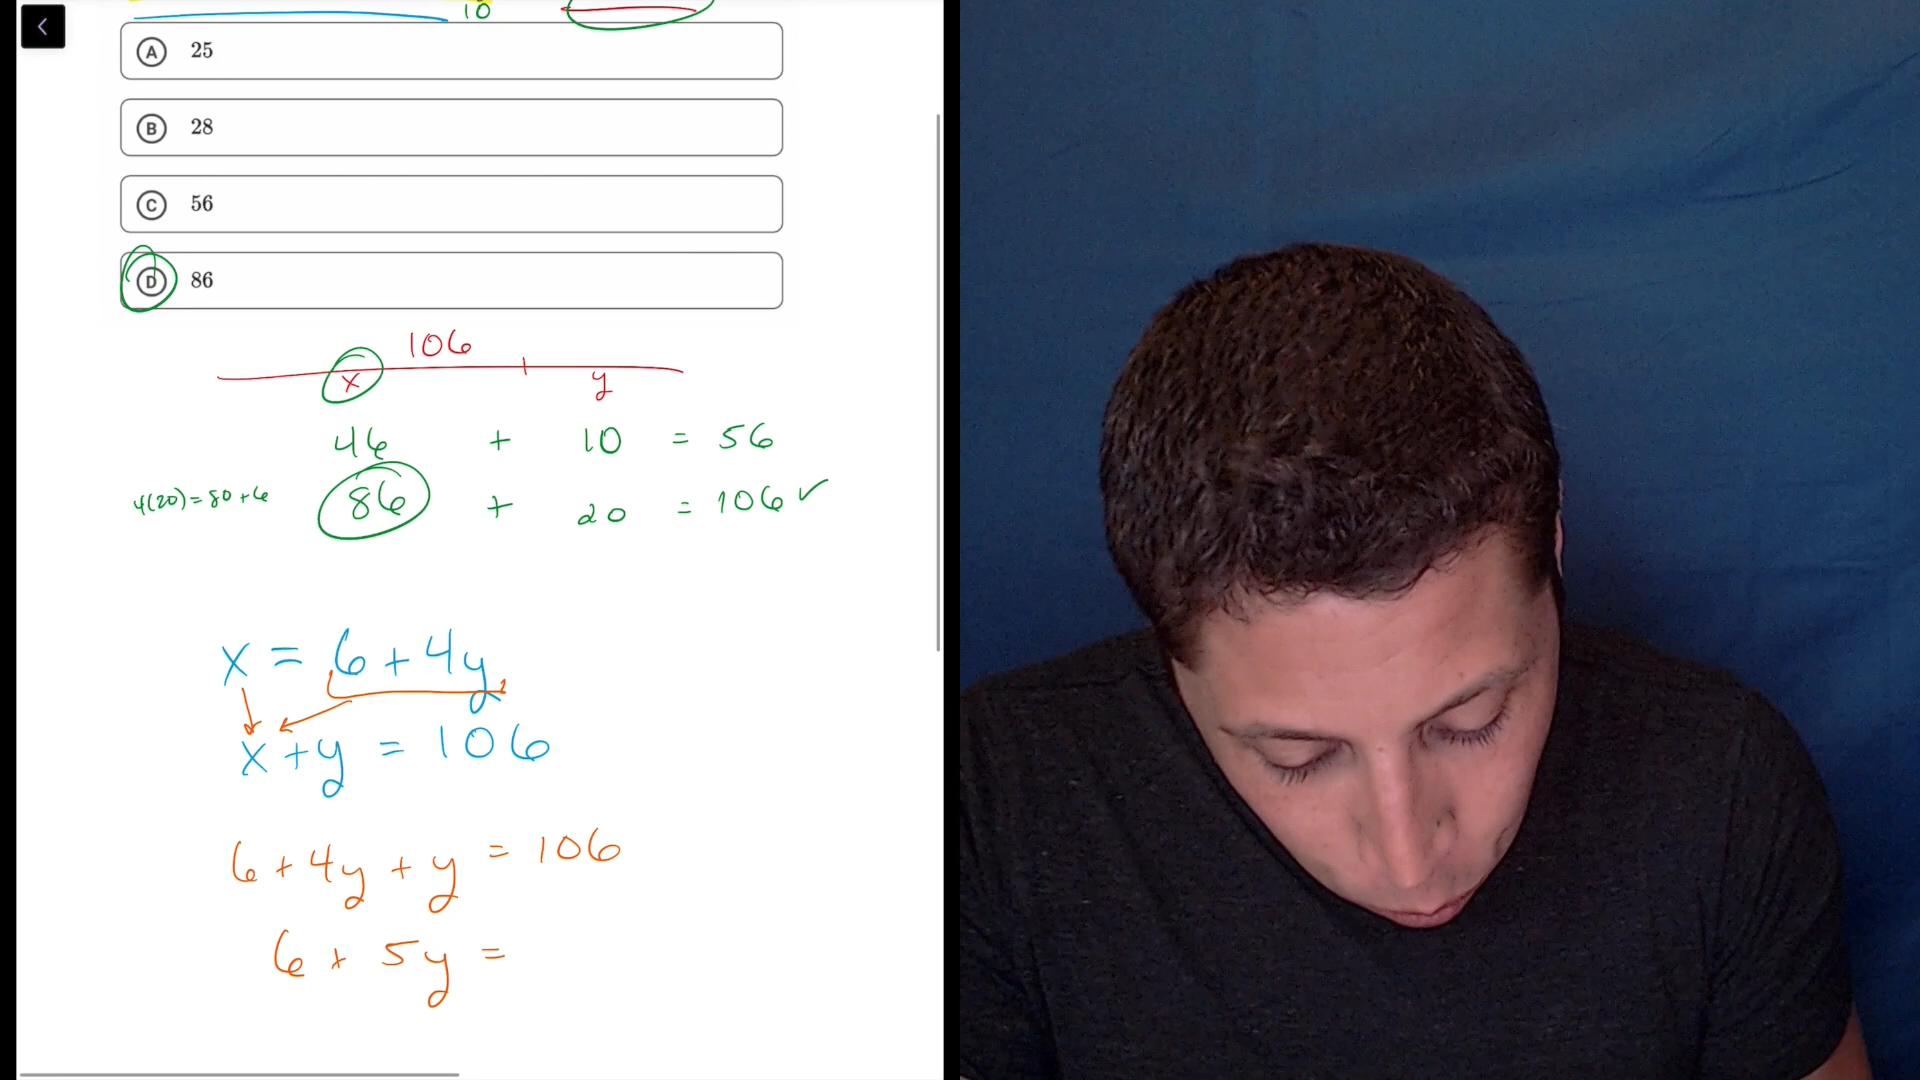 10
A 25
B 28
C 56
D 86
106
x y
46 + 10 = 56
4(20) = 80 + 6 86 + 20 = 106 ✓
x = 6 + 4y
x + y = 106
6 + 4y + y = 106
6 + 5y =